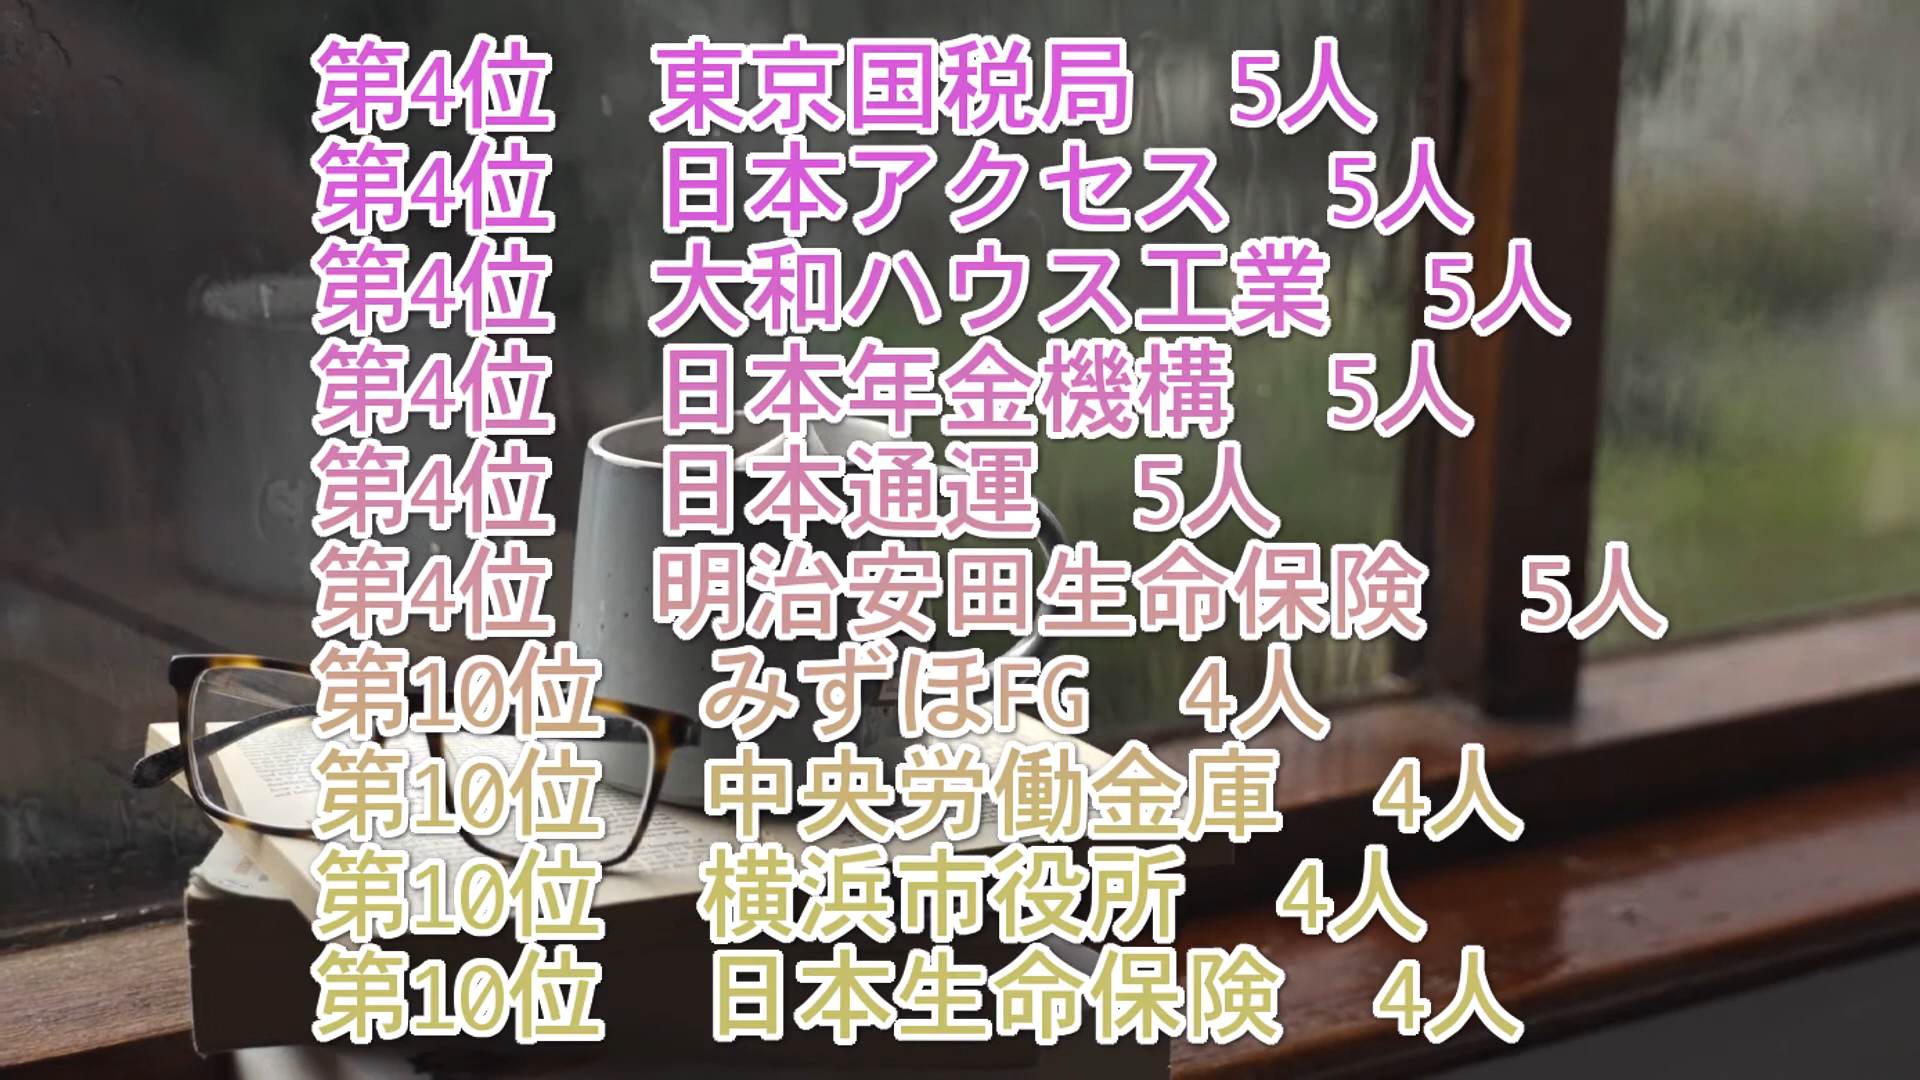 第4位　東京国税局　5人
第4位　日本アクセス　5人
第4位　大和ハウス工業　5人
第4位　日本年金機構　5人
第4位　日本通運　5人
第4位　明治安田生命保険　5人
第10位　みずほFG　4人
第10位　中央労働金庫　4人
第10位　横浜市役所　4人
第10位　日本生命保険　4人